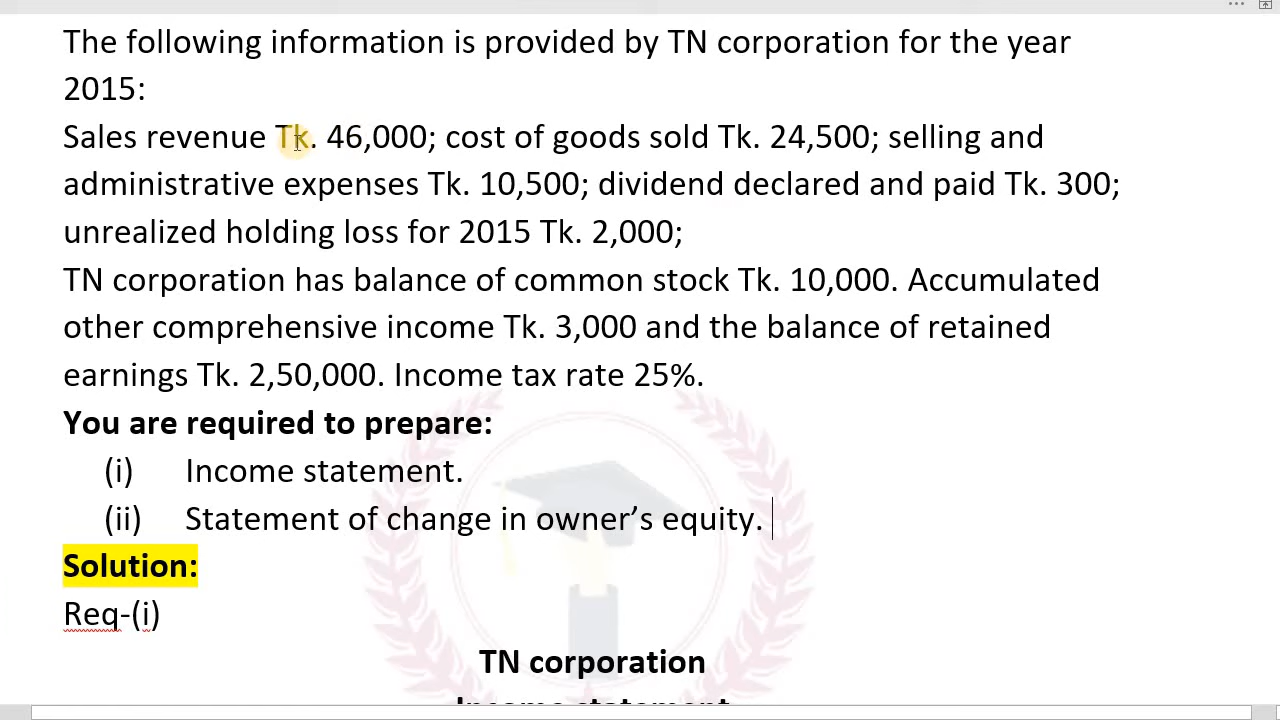 The following information is provided by TN corporation for the year
2015:
Sales revenue Tk. 46,000; cost of goods sold Tk. 24,500; selling and
administrative expenses Tk. 10,500; dividend declared and paid Tk. 300;
unrealized holding loss for 2015 Tk. 2,000;
TN corporation has balance of common stock Tk. 10,000. Accumulated
other comprehensive income Tk. 3,000 and the balance of retained
earnings Tk. 2,50,000. Income tax rate 25%.
You are required to prepare:
(i) Income statement.
(ii) Statement of change in owner’s equity.
Solution:
Req-(i)
TN corporation
Income statement